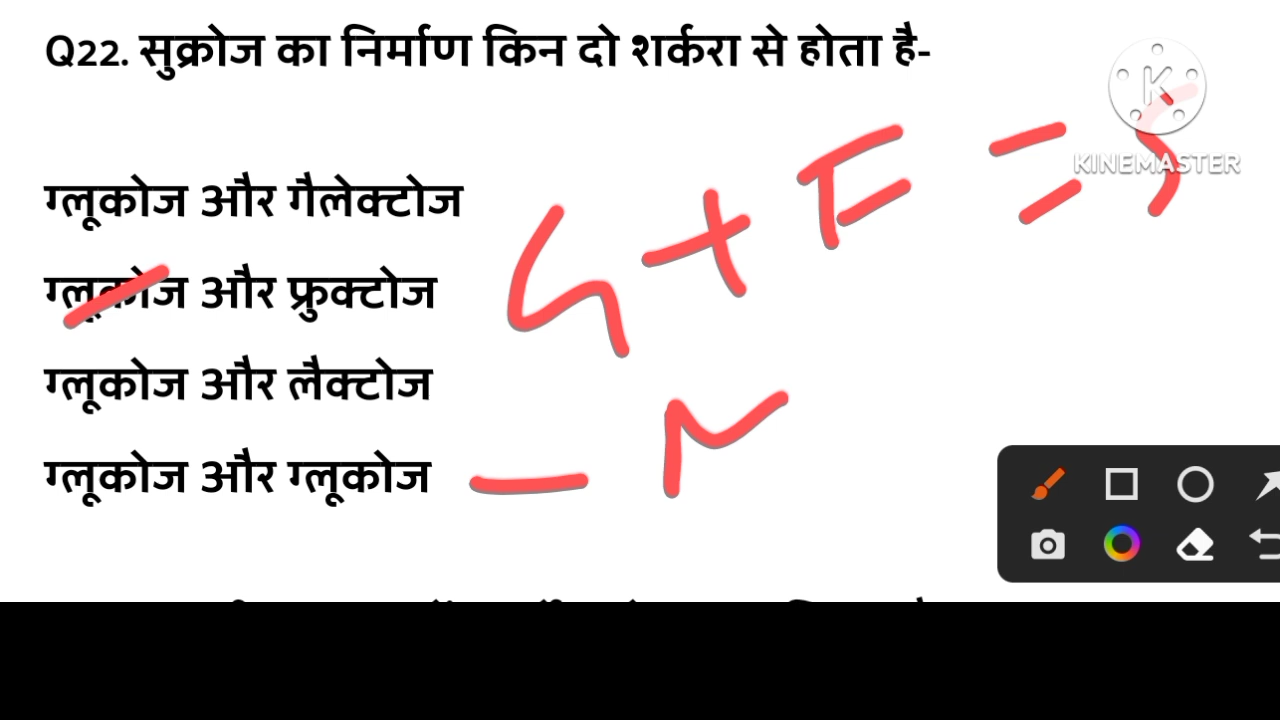 Q22. सुक्रोज का निर्माण किन दो शर्करा से होता है-
KINEMASTER
ग्लूकोज और गैलेक्टोज
G + F = S
ग्लूकोज और फ्रुक्टोज
ग्लूकोज और लैक्टोज
ग्लूकोज और ग्लूकोज